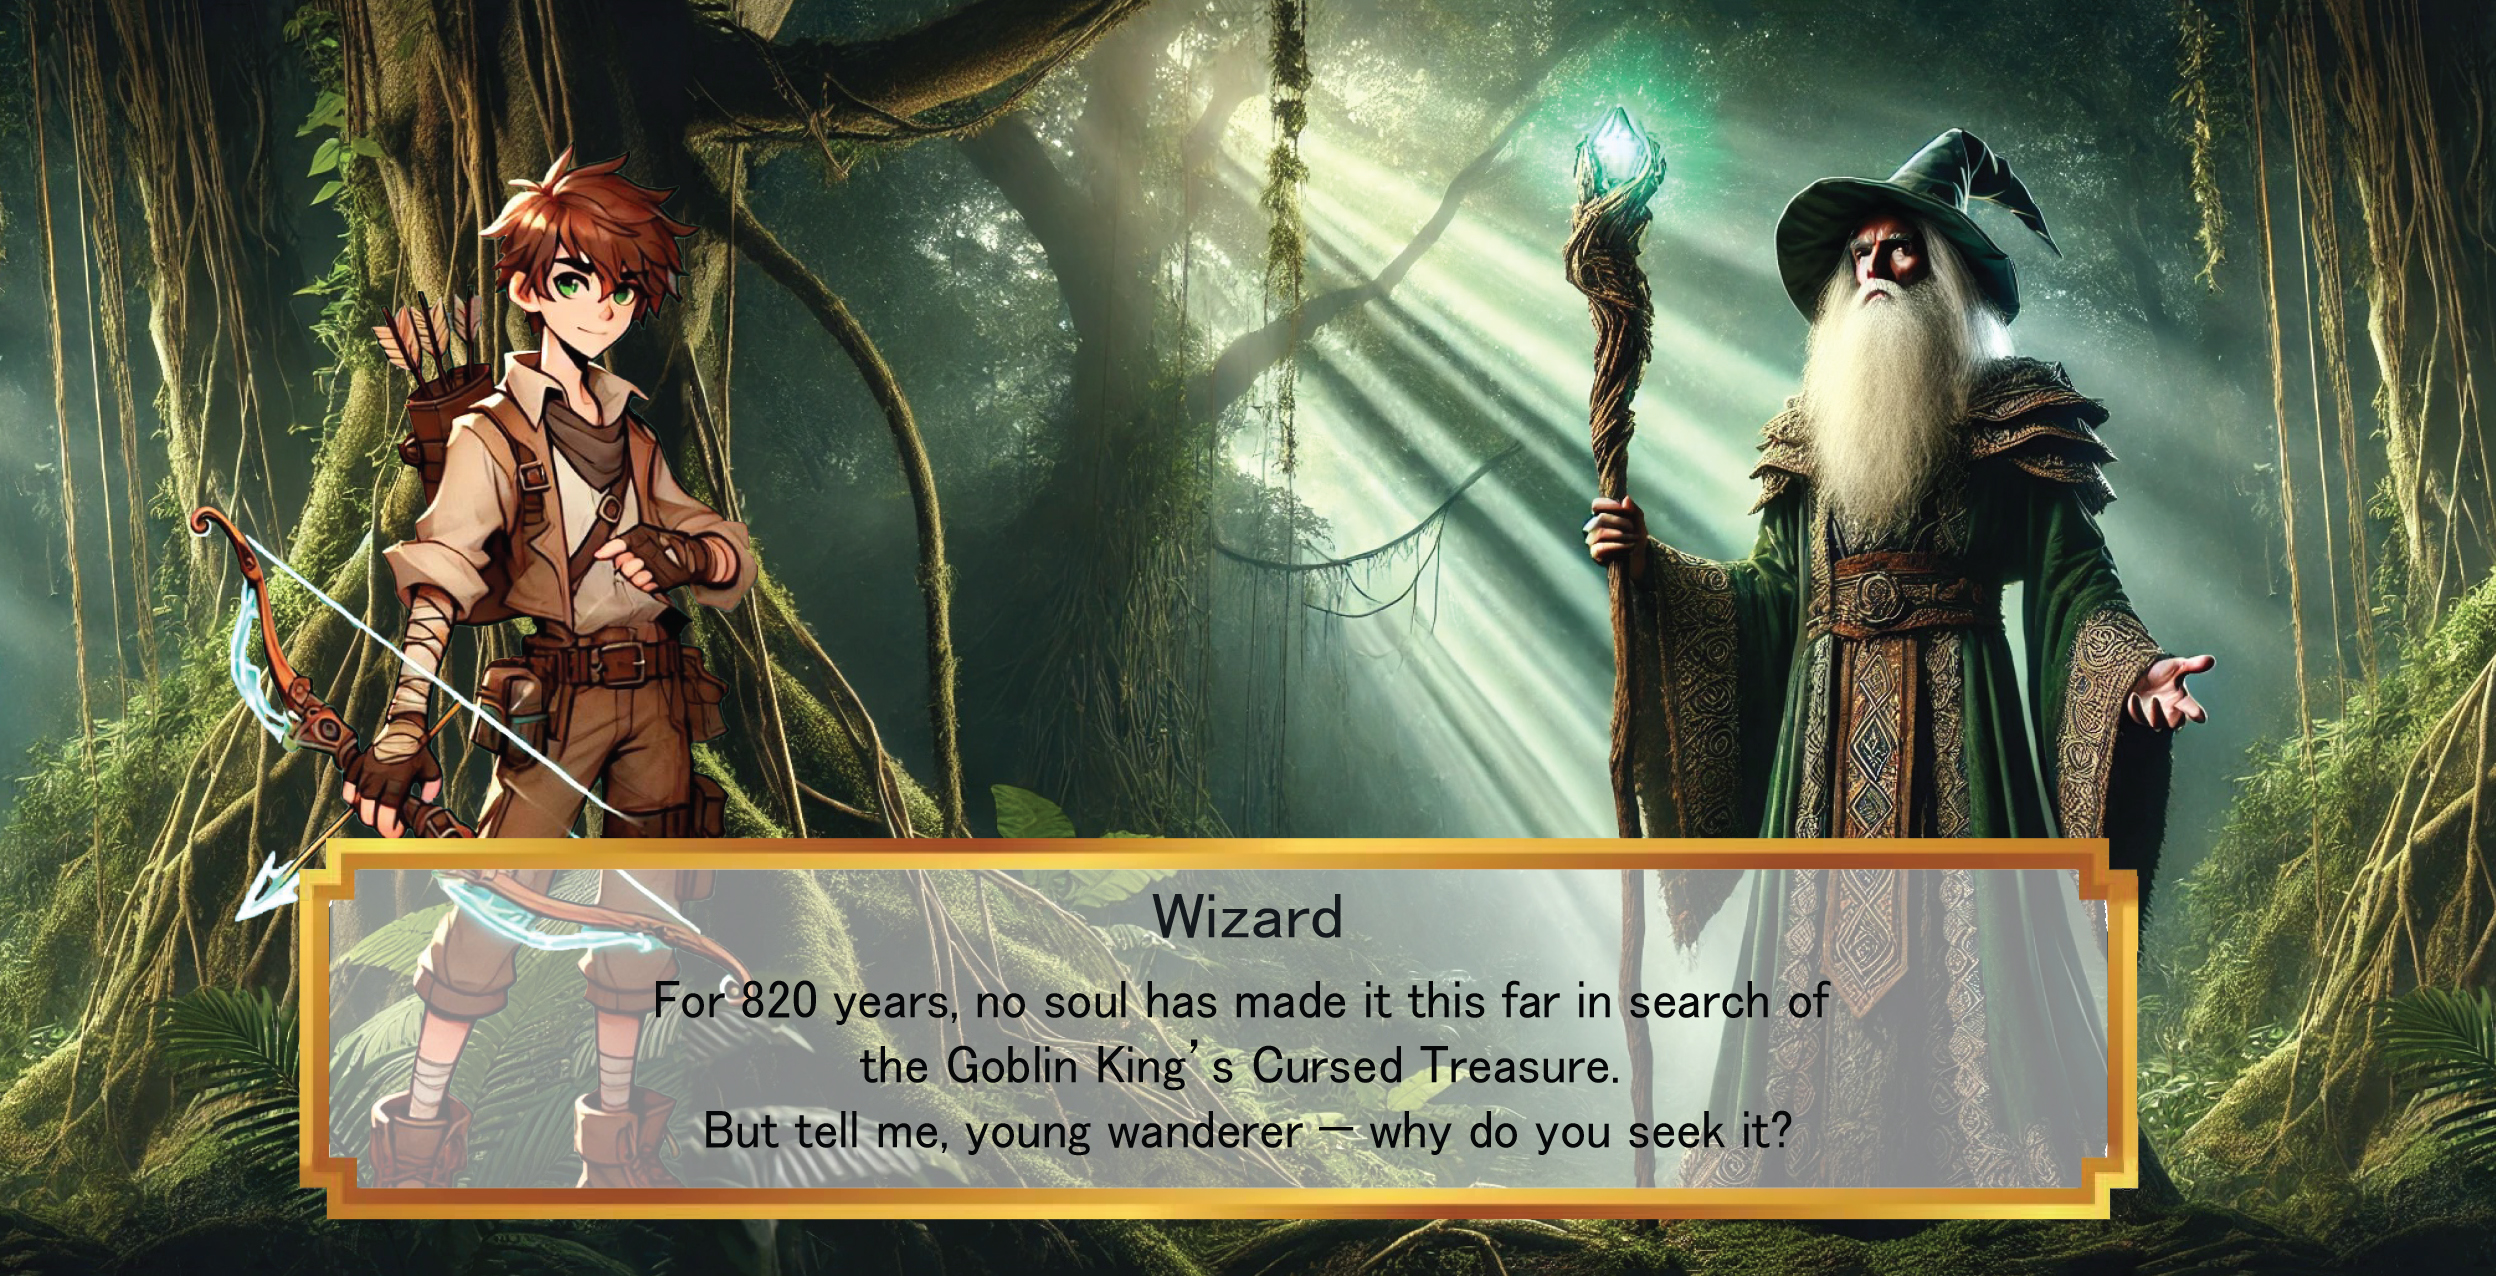 Wizard
For 820 years, no soul has made it this far in search of
the Goblin King’s Cursed Treasure.
But tell me, young wanderer – why do you seek it?